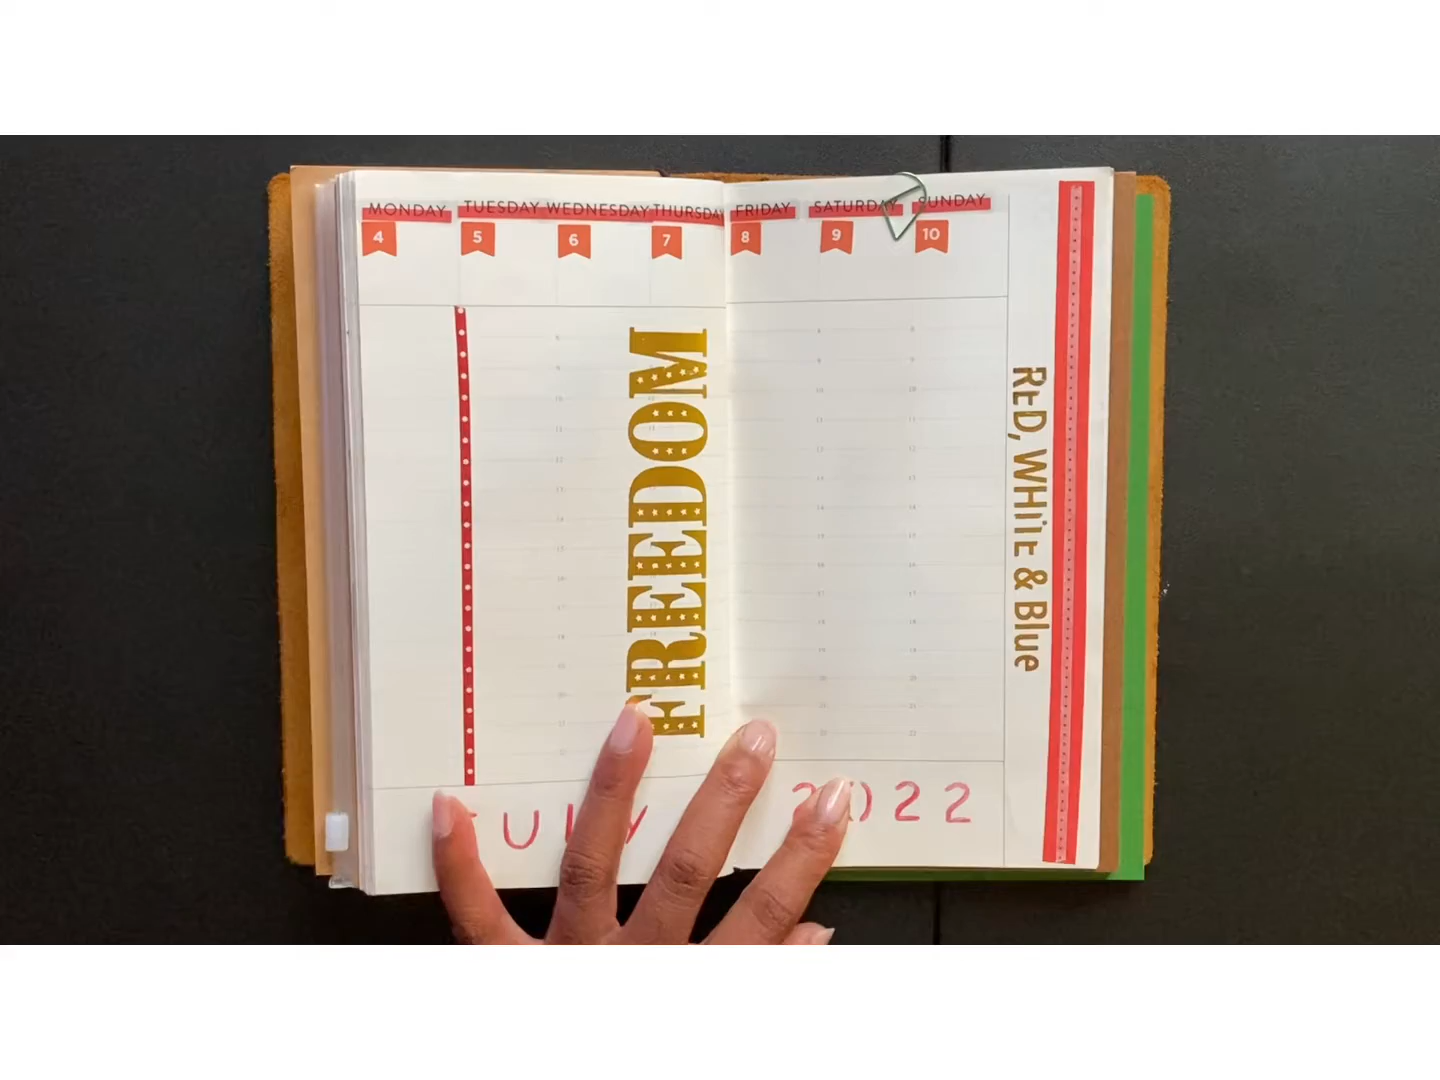 MONDAY TUESDAY WEDNESDAY THURSDAY FRIDAY SATURDAY SUNDAY
4 5 6 7 8 9 10
FREEDOM
RED, WHitE & Blue
JULY 2022